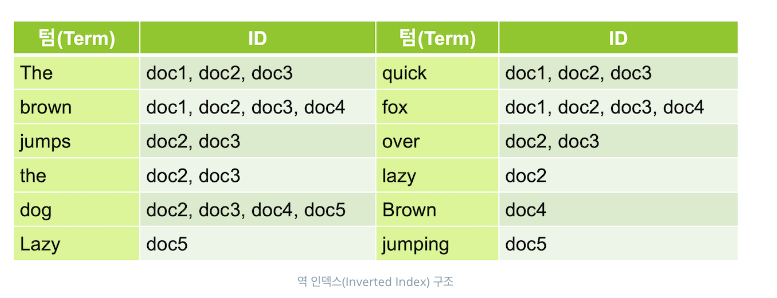 텀(Term) ID 텀(Term) ID
The doc1, doc2, doc3 quick doc1, doc2, doc3
brown doc1, doc2, doc3, doc4 fox doc1, doc2, doc3, doc4
jumps doc2, doc3 over doc2, doc3
the doc2, doc3 lazy doc2
dog doc2, doc3, doc4, doc5 Brown doc4
Lazy doc5 jumping doc5
역 인덱스(Inverted Index) 구조